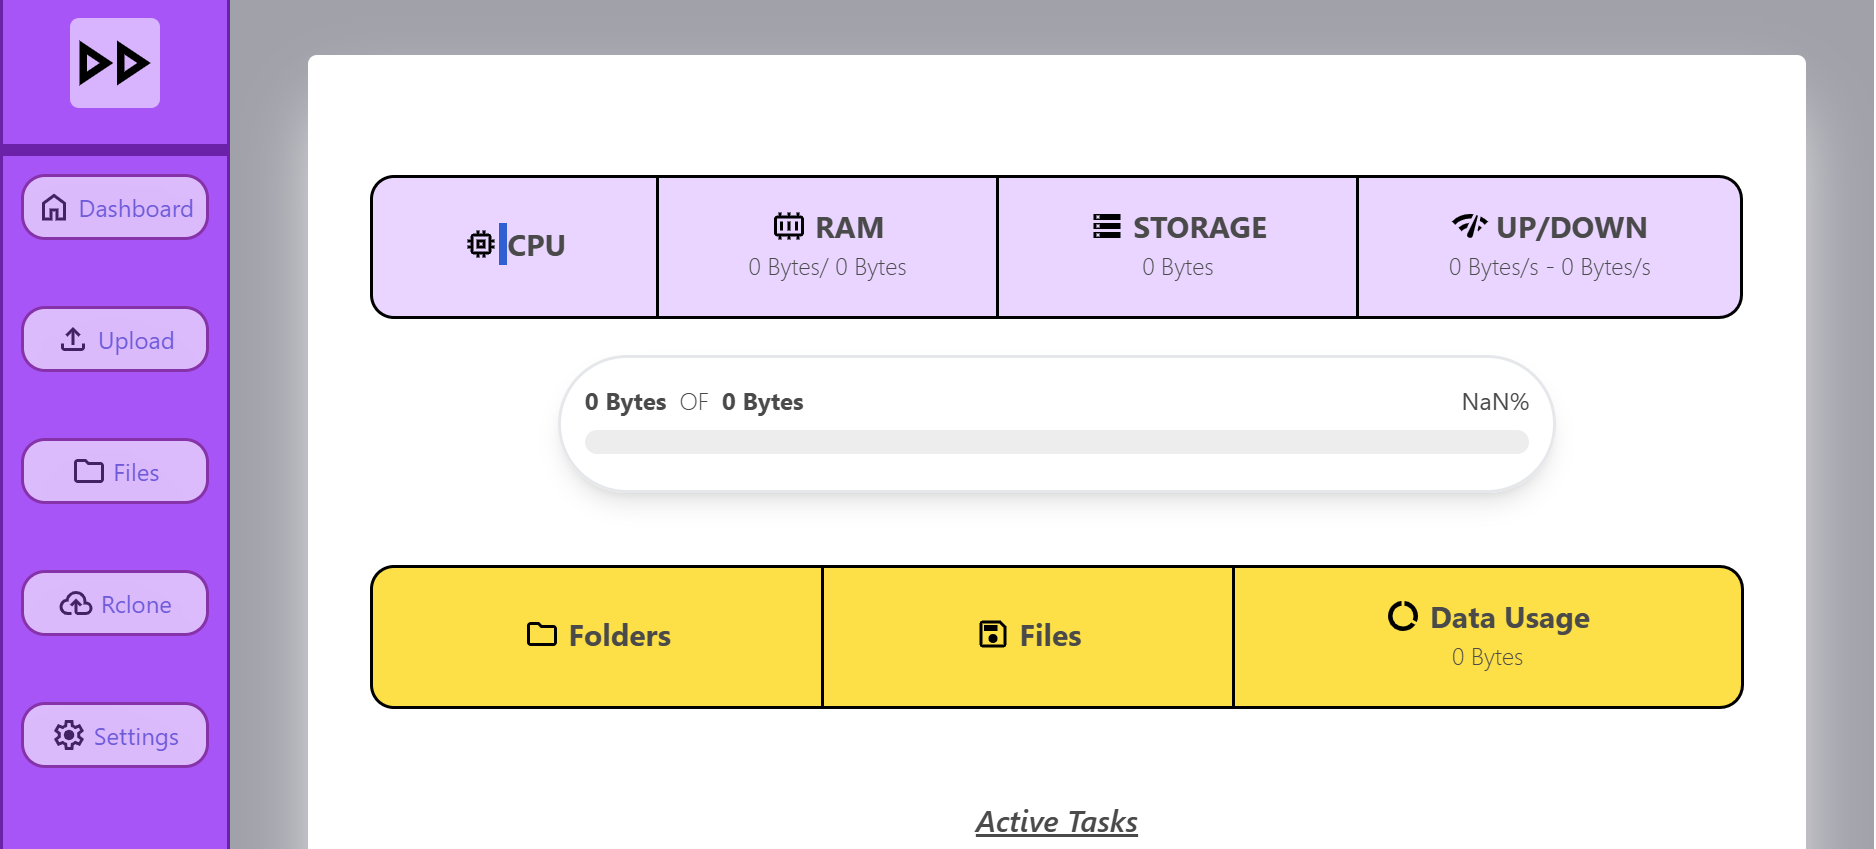 Dashboard
Upload
Files
Rclone
Settings
CPU
RAM
0 Bytes/ 0 Bytes
STORAGE
0 Bytes
UP/DOWN
0 Bytes/s - 0 Bytes/s
0 Bytes OF 0 Bytes NaN%
Folders
Files
Data Usage
0 Bytes
Active Tasks